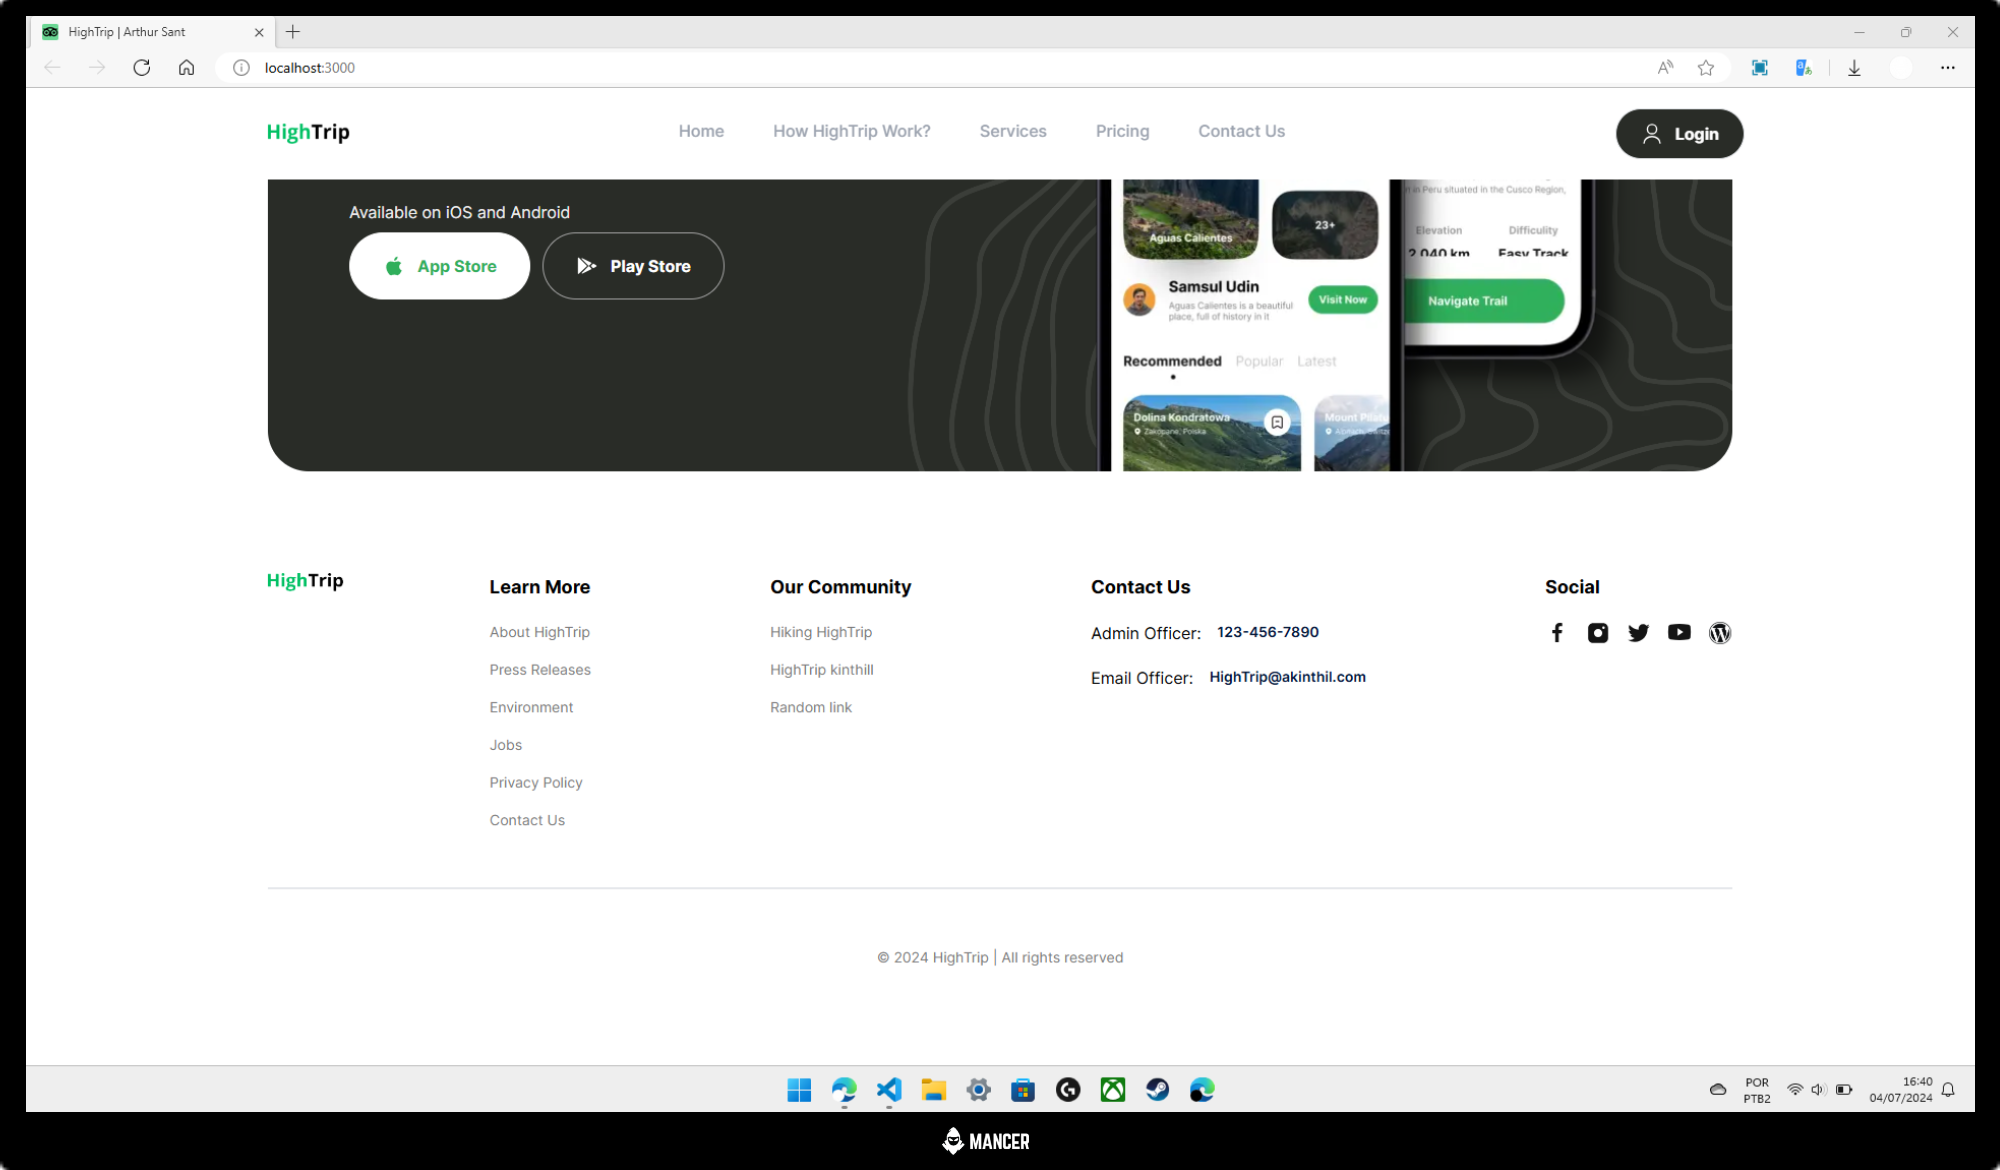 HighTrip | Arthur Sant
localhost:3000
HighTrip
Home
How HighTrip Work?
Services
Pricing
Contact Us
Login
Available on iOS and Android
App Store
Play Store
Aguas Calientes
23+
in Peru situated in the Cusco Region,
Elevation
Difficulity
2.040 km
Easy Track
Samsul Udin
Aguas Calientes is a beautiful
place, full of history in it
Visit Now
Navigate Trail
Recommended
Popular
Latest
Dolina Kondratowa
Zakopane, Polska
Mount
HighTrip
Learn More
About HighTrip
Press Releases
Environment
Jobs
Privacy Policy
Contact Us
Our Community
Hiking HighTrip
HighTrip kinthill
Random link
Contact Us
Admin Officer: 123-456-7890
Email Officer: HighTrip@akinthil.com
Social
© 2024 HighTrip | All rights reserved
POR
PTB2
16:40
04/07/2024
MANCER